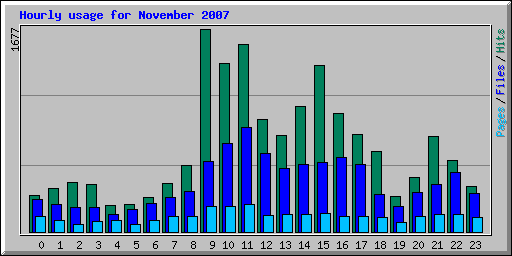 Hourly usage for November 2007
1677
Pages / Files / Hits
0 1 2 3 4 5 6 7 8 9 10 11 12 13 14 15 16 17 18 19 20 21 22 23